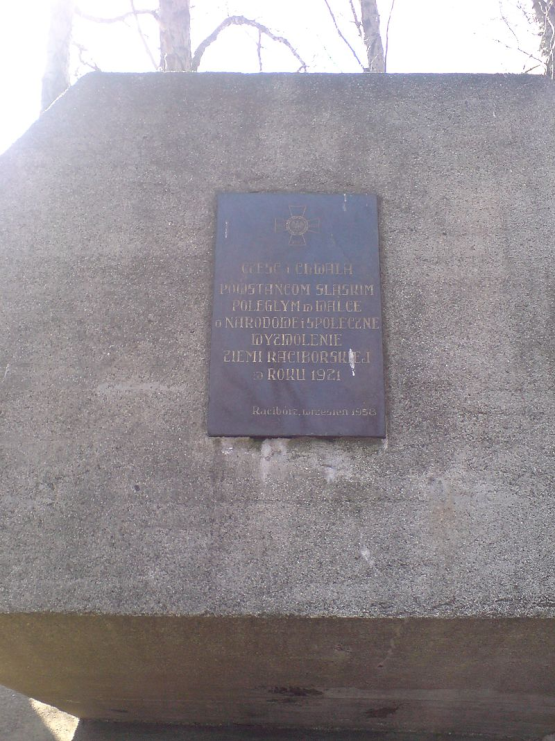 CZEŚĆ I CHWAŁA
POWSTAŃCOM ŚLĄSKIM
POLEGŁYM W WALCE
O NARODOWE I SPOŁECZNE
WYZWOLENIE
ZIEMI RACIBORSKIEJ
W ROKU 1921
Racibórz, wrzesień